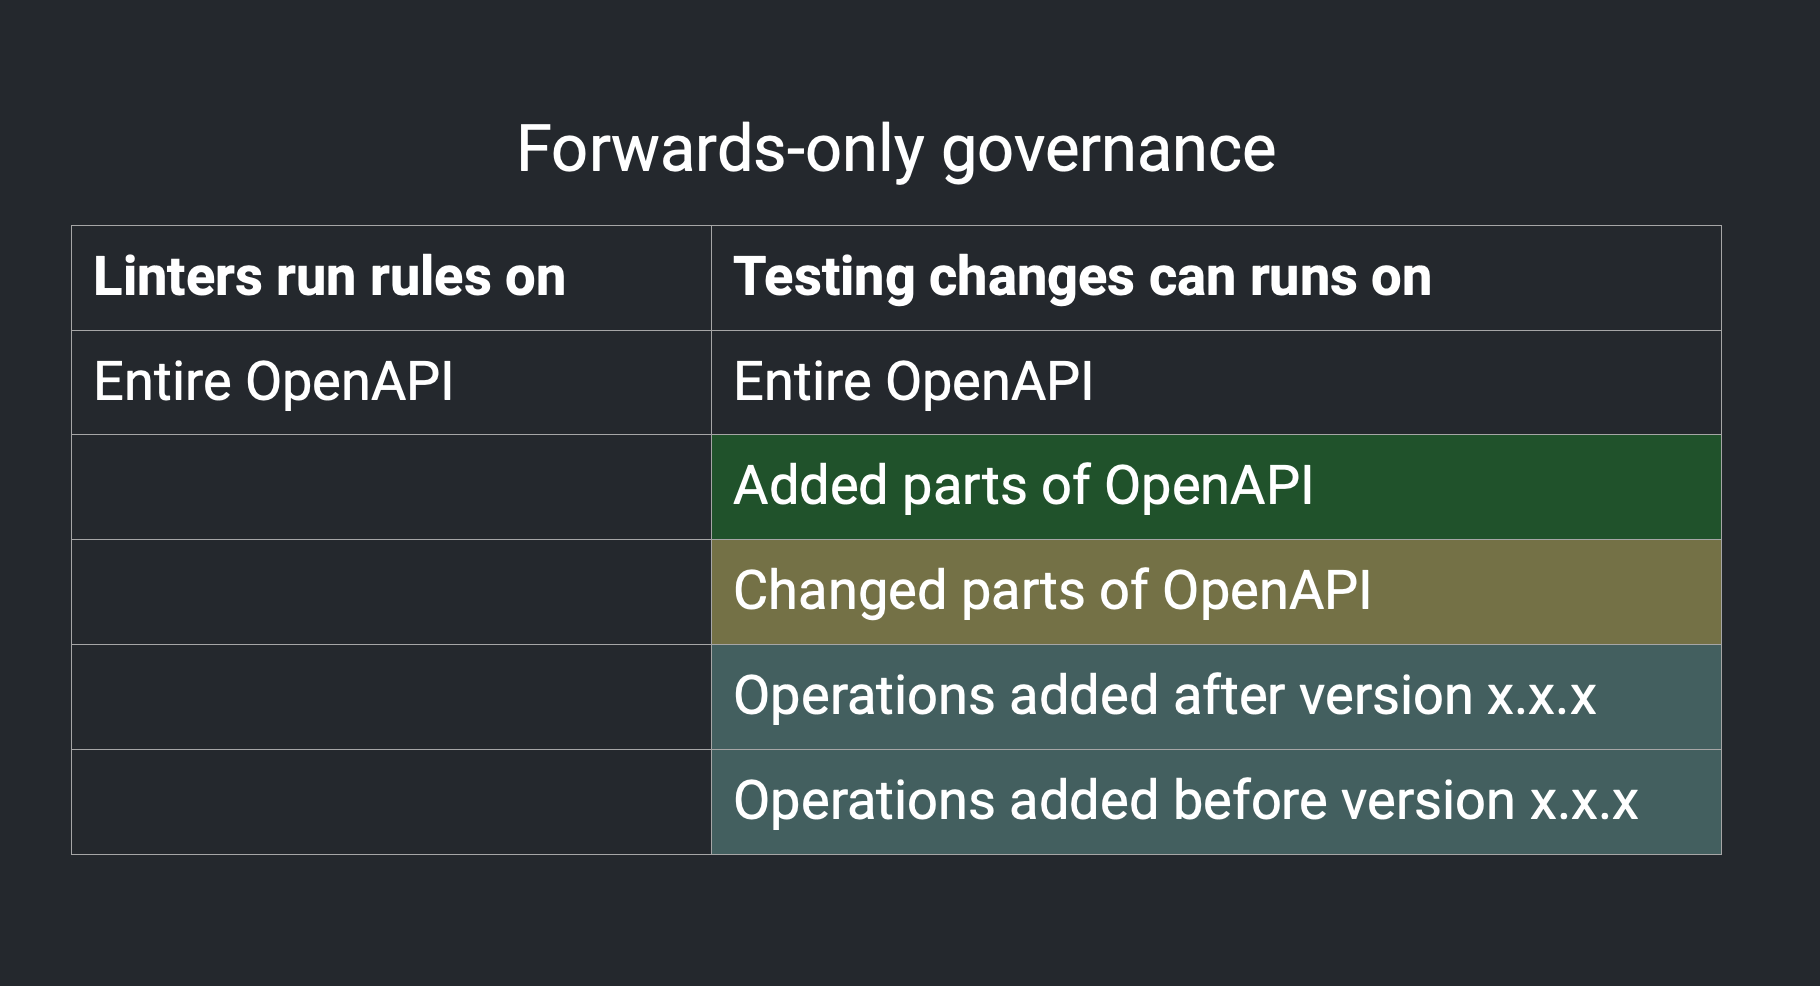 Forwards-only governance
Linters run rules on
Testing changes can runs on
Entire OpenAPI
Entire OpenAPI
Added parts of OpenAPI
Changed parts of OpenAPI
Operations added after version x.x.x
Operations added before version x.x.x